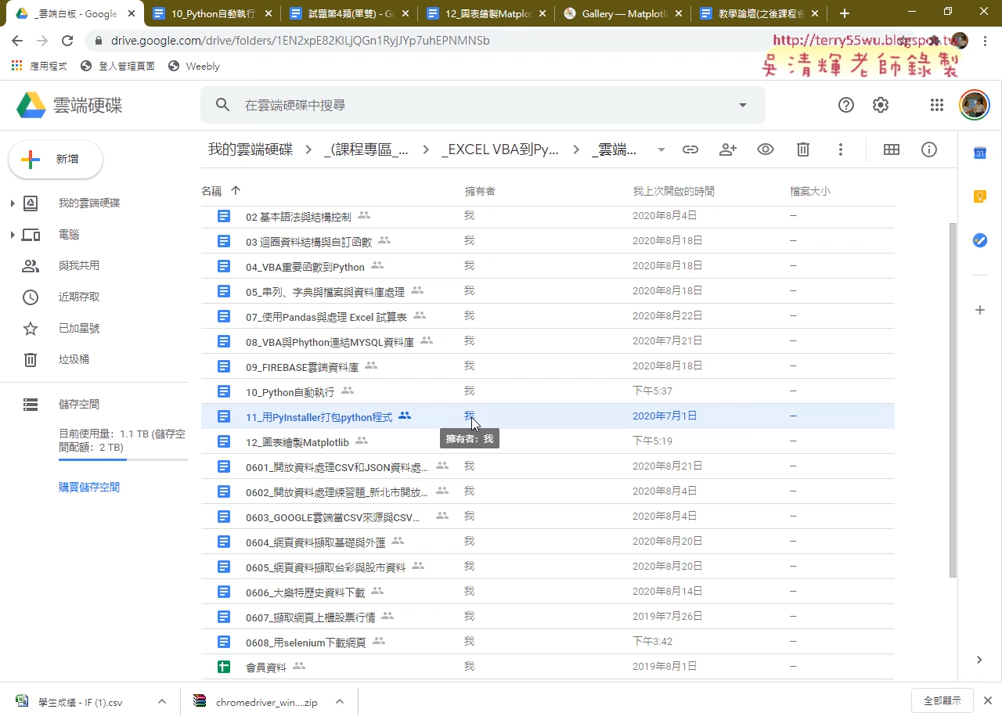 _雲端白板 - Google
10_Python自動執行
試題第4類(單雙) - G
12_圖表繪製Matplo
Gallery — Matplotli
教學論壇(之後課程會
drive.google.com/drive/folders/1EN2xpE82KlLjQGn1RyjJYp7uhEPNMNSb
http://terry55wu.blogspot.tw
吳清輝老師錄製
應用程式
登入管理頁面
Weebly
雲端硬碟
在雲端硬碟中搜尋
新增
我的雲端硬碟 > _(課程專區_... > _EXCEL VBA到Py... > _雲端...
名稱
擁有者
我上次開啟的時間
檔案大小
我的雲端硬碟
電腦
與我共用
近期存取
已加星號
垃圾桶
儲存空間
目前使用量：1.1 TB (儲存空
間配額：2 TB)
購買儲存空間
02 基本語法與結構控制 我 2020年8月4日 —
03 迴圈資料結構與自訂函數 我 2020年8月18日 —
04_VBA重要函數到Python 我 2020年8月18日 —
05_串列、字典與檔案與資料庫處理 我 2020年8月18日 —
07_使用Pandas與處理 Excel 試算表 我 2020年8月22日 —
08_VBA與Phython連結MYSQL資料庫 我 2020年7月21日 —
09_FIREBASE雲端資料庫 我 2020年8月18日 —
10_Python自動執行 我 下午5:37 —
11_用PyInstaller打包python程式 我 2020年7月1日 —
擁有者：我
12_圖表繪製Matplotlib 我 下午5:19 —
0601_開放資料處理CSV和JSON資料處... 我 2020年8月21日 —
0602_開放資料處理練習題_新北市開放... 我 2020年8月4日 —
0603_GOOGLE雲端當CSV來源與CSV... 我 2020年8月4日 —
0604_網頁資料擷取基礎與外匯 我 2020年8月20日 —
0605_網頁資料擷取台彩與股市資料 我 2020年8月20日 —
0606_大樂特歷史資料下載 我 2020年8月14日 —
0607_擷取網頁上櫃股票行情 我 2019年7月26日 —
0608_用selenium下載網頁 我 下午3:42 —
會員資料 我 2019年8月1日 —
學生成績 - IF (1).csv
chromedriver_win....zip
全部顯示